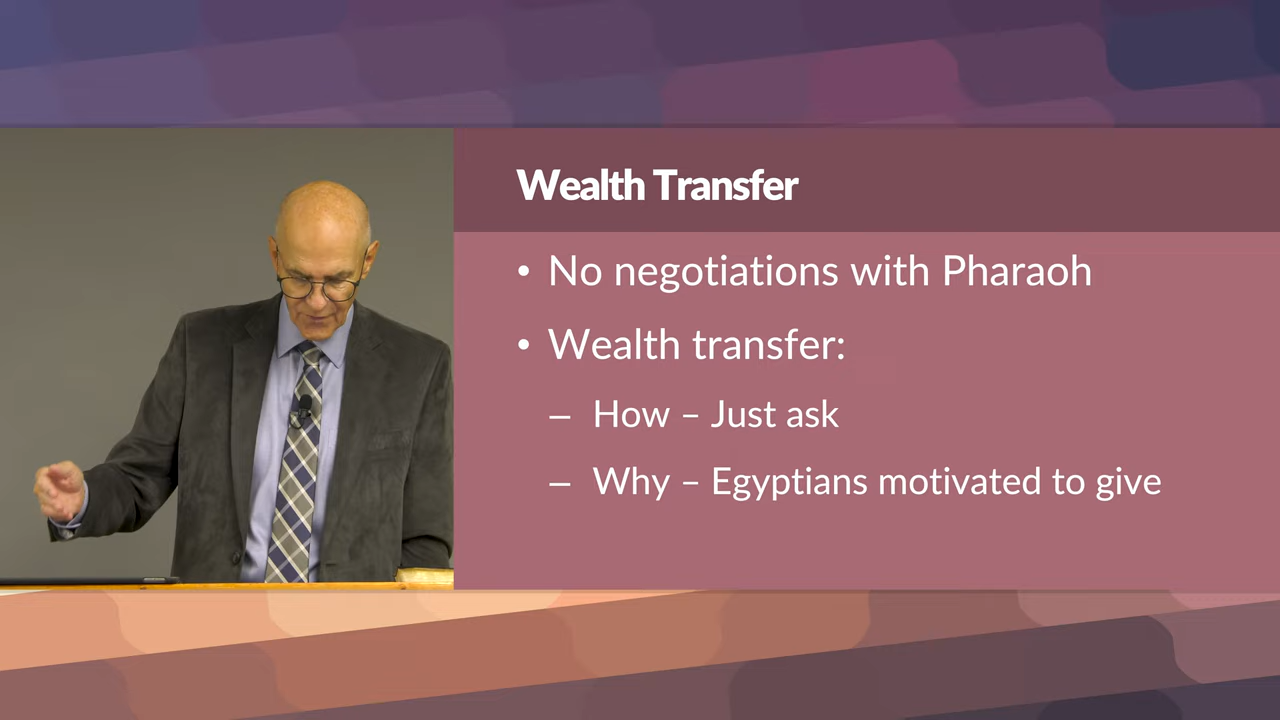 Wealth Transfer
• No negotiations with Pharaoh
• Wealth transfer:
– How – Just ask
– Why – Egyptians motivated to give